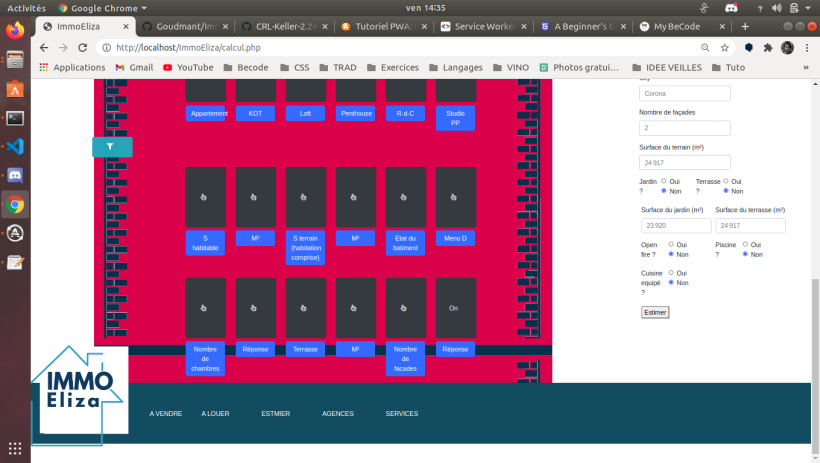 Activités
Google Chrome
ven 14:35
ImmoEliza
Goudmant/Im
CRL-Keller-2.2
Tutoriel PWA:
Service Worke
A Beginner's G
My BeCode
http://localhost/ImmoEliza/calcul.php
Applications
Gmail
YouTube
Becode
CSS
TRAD
Exercices
Langages
VINO
Photos gratui…
IDEE VEILLES
Tuto
»
Corona
Appartement
KOT
Loft
Penthouse
R-d-C
Studio
PP
Nombre de façades
2
Surface du terrain (m²)
24 917
Jardin ? Oui Non
Terrasse ? Oui Non
Surface du jardin (m²)
Surface du terrasse (m²)
23 920
24 917
S habitable
M²
S terrain (habitation comprise)
M²
Etat du batiment
Menu D
Open fire ? Oui Non
Piscine ? Oui Non
Cuisine equipé ? Oui Non
Estimer
On
Nombre de chambres
Réponse
Terrasse
M²
Nombre de facades
Réponse
IMMO
Eliza
A VENDRE
A LOUER
ESTMIER
AGENCES
SERVICES